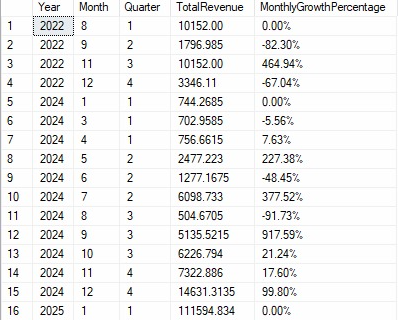 Year Month Quarter TotalRevenue MonthlyGrowthPercentage
1 2022 8 1 10152.00 0.00%
2 2022 9 2 1796.985 -82.30%
3 2022 11 3 10152.00 464.94%
4 2022 12 4 3346.11 -67.04%
5 2024 1 1 744.2685 0.00%
6 2024 3 1 702.9585 -5.56%
7 2024 4 1 756.6615 7.63%
8 2024 5 2 2477.223 227.38%
9 2024 6 2 1277.1675 -48.45%
10 2024 7 2 6098.733 377.52%
11 2024 8 3 504.6705 -91.73%
12 2024 9 3 5135.5215 917.59%
13 2024 10 3 6226.794 21.24%
14 2024 11 4 7322.886 17.60%
15 2024 12 4 14631.3135 99.80%
16 2025 1 1 111594.834 0.00%